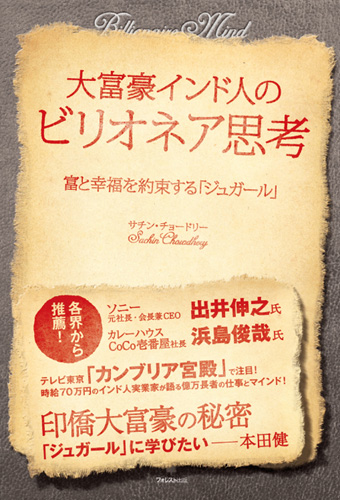 Billionaire Mind
大富豪インド人の
ビリオネア思考
富と幸福を約束する「ジュガール」
サチン・チョードリー
Sachin Chowdhery
各界から
推薦！
ソニー
元社長・会長兼CEO
出井伸之氏
カレーハウス
CoCo壱番屋社長
浜島俊哉氏
テレビ東京「カンブリア宮殿」で注目！
時給70万円のインド人実業家が語る億万長者の仕事とマインド！
印僑大富豪の秘密
「ジュガール」に学びたい――本田健
フォレスト出版